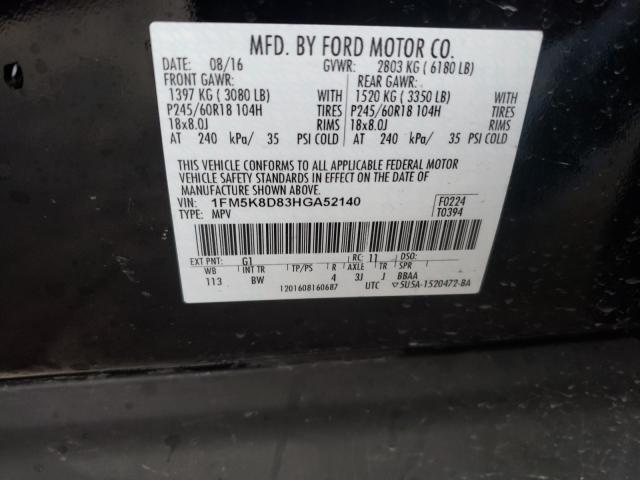 MFD. BY FORD MOTOR CO.
DATE: 08/16 GVWR: 2803 KG ( 6180 LB)
FRONT GAWR: REAR GAWR:
1397 KG ( 3080 LB) WITH 1520 KG ( 3350 LB) WITH
P245/60R18 104H TIRES P245/60R18 104H TIRES
18x8.0J RIMS 18x8.0J RIMS
AT 240 kPa/ 35 PSI COLD AT 240 kPa/ 35 PSI COLD
THIS VEHICLE CONFORMS TO ALL APPLICABLE FEDERAL MOTOR
VEHICLE SAFETY STANDARDS IN EFFECT ON THE DATE OF
MANUFACTURE SHOWN ABOVE.
VIN: 1FM5K8D83HGA52140 F0224
TYPE: MPV T0394
EXT PNT: G1 RC: 11 DSO:
WB INT TR TP/PS R AXLE TR SPR
113 BW 4 3J J BBAA
1201608160687 UTC ▽5U5A-1520472-BA